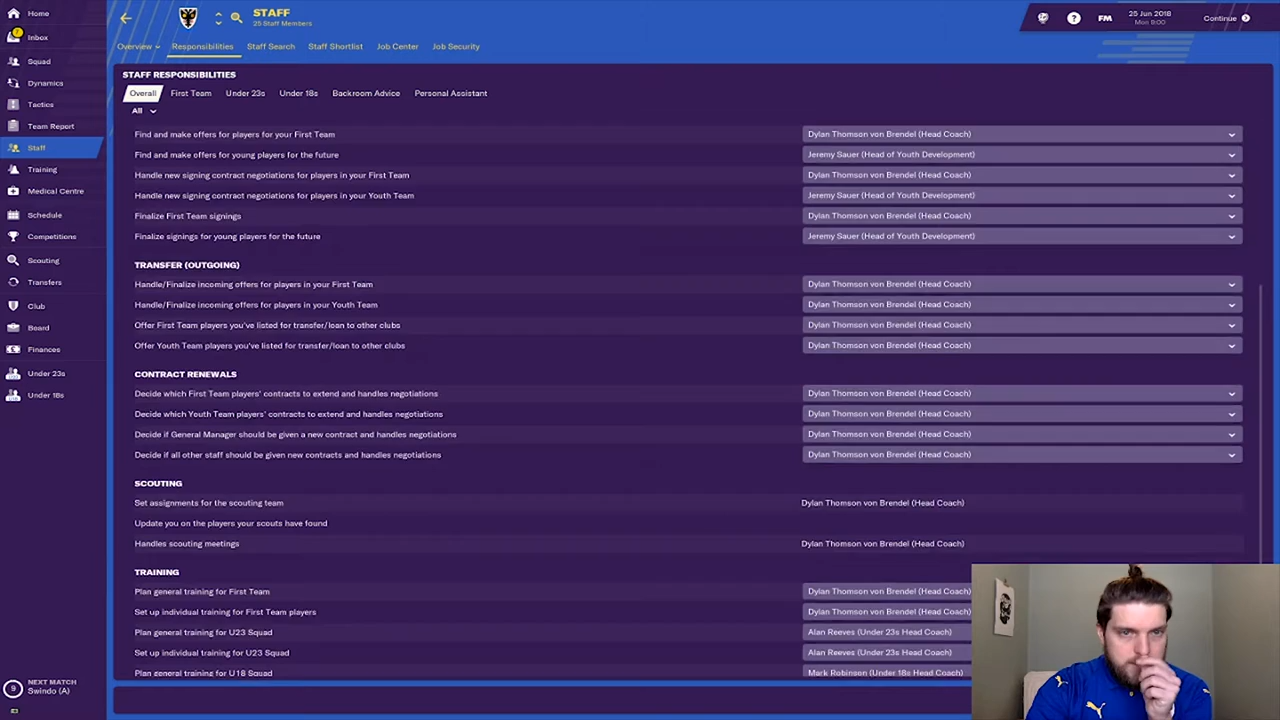 Home
Inbox
Squad
Dynamics
Tactics
Team Report
Staff
Training
Medical Centre
Schedule
Competitions
Scouting
Transfers
Club
Board
Finances
Under 23s
Under 18s
NEXT MATCH
Swindo (A)
STAFF
25 Staff Members
FM
25 Jun 2018
Mon 8:00
Continue
Overview
Responsibilities
Staff Search
Staff Shortlist
Job Center
Job Security
STAFF RESPONSIBILITIES
Overall First Team Under 23s Under 18s Backroom Advice Personal Assistant
All
Find and make offers for players for your First Team Dylan Thomson von Brendel (Head Coach)
Find and make offers for young players for the future Jeremy Sauer (Head of Youth Development)
Handle new signing contract negotiations for players in your First Team Dylan Thomson von Brendel (Head Coach)
Handle new signing contract negotiations for players in your Youth Team Jeremy Sauer (Head of Youth Development)
Finalize First Team signings Dylan Thomson von Brendel (Head Coach)
Finalize signings for young players for the future Jeremy Sauer (Head of Youth Development)
TRANSFER (OUTGOING)
Handle/Finalize incoming offers for players in your First Team Dylan Thomson von Brendel (Head Coach)
Handle/Finalize incoming offers for players in your Youth Team Dylan Thomson von Brendel (Head Coach)
Offer First Team players you've listed for transfer/loan to other clubs Dylan Thomson von Brendel (Head Coach)
Offer Youth Team players you've listed for transfer/loan to other clubs Dylan Thomson von Brendel (Head Coach)
CONTRACT RENEWALS
Decide which First Team players' contracts to extend and handles negotiations Dylan Thomson von Brendel (Head Coach)
Decide which Youth Team players' contracts to extend and handles negotiations Dylan Thomson von Brendel (Head Coach)
Decide if General Manager should be given a new contract and handles negotiations Dylan Thomson von Brendel (Head Coach)
Decide if all other staff should be given new contracts and handles negotiations Dylan Thomson von Brendel (Head Coach)
SCOUTING
Set assignments for the scouting team Dylan Thomson von Brendel (Head Coach)
Update you on the players your scouts have found
Handles scouting meetings Dylan Thomson von Brendel (Head Coach)
TRAINING
Plan general training for First Team Dylan Thomson von Brendel (Head Coach)
Set up individual training for First Team players Dylan Thomson von Brendel (Head Coach)
Plan general training for U23 Squad Alan Reeves (Under 23s Head Coach)
Set up individual training for U23 Squad Alan Reeves (Under 23s Head Coach)
Plan general training for U18 Squad Mark Robinson (Under 18s Head Coach)